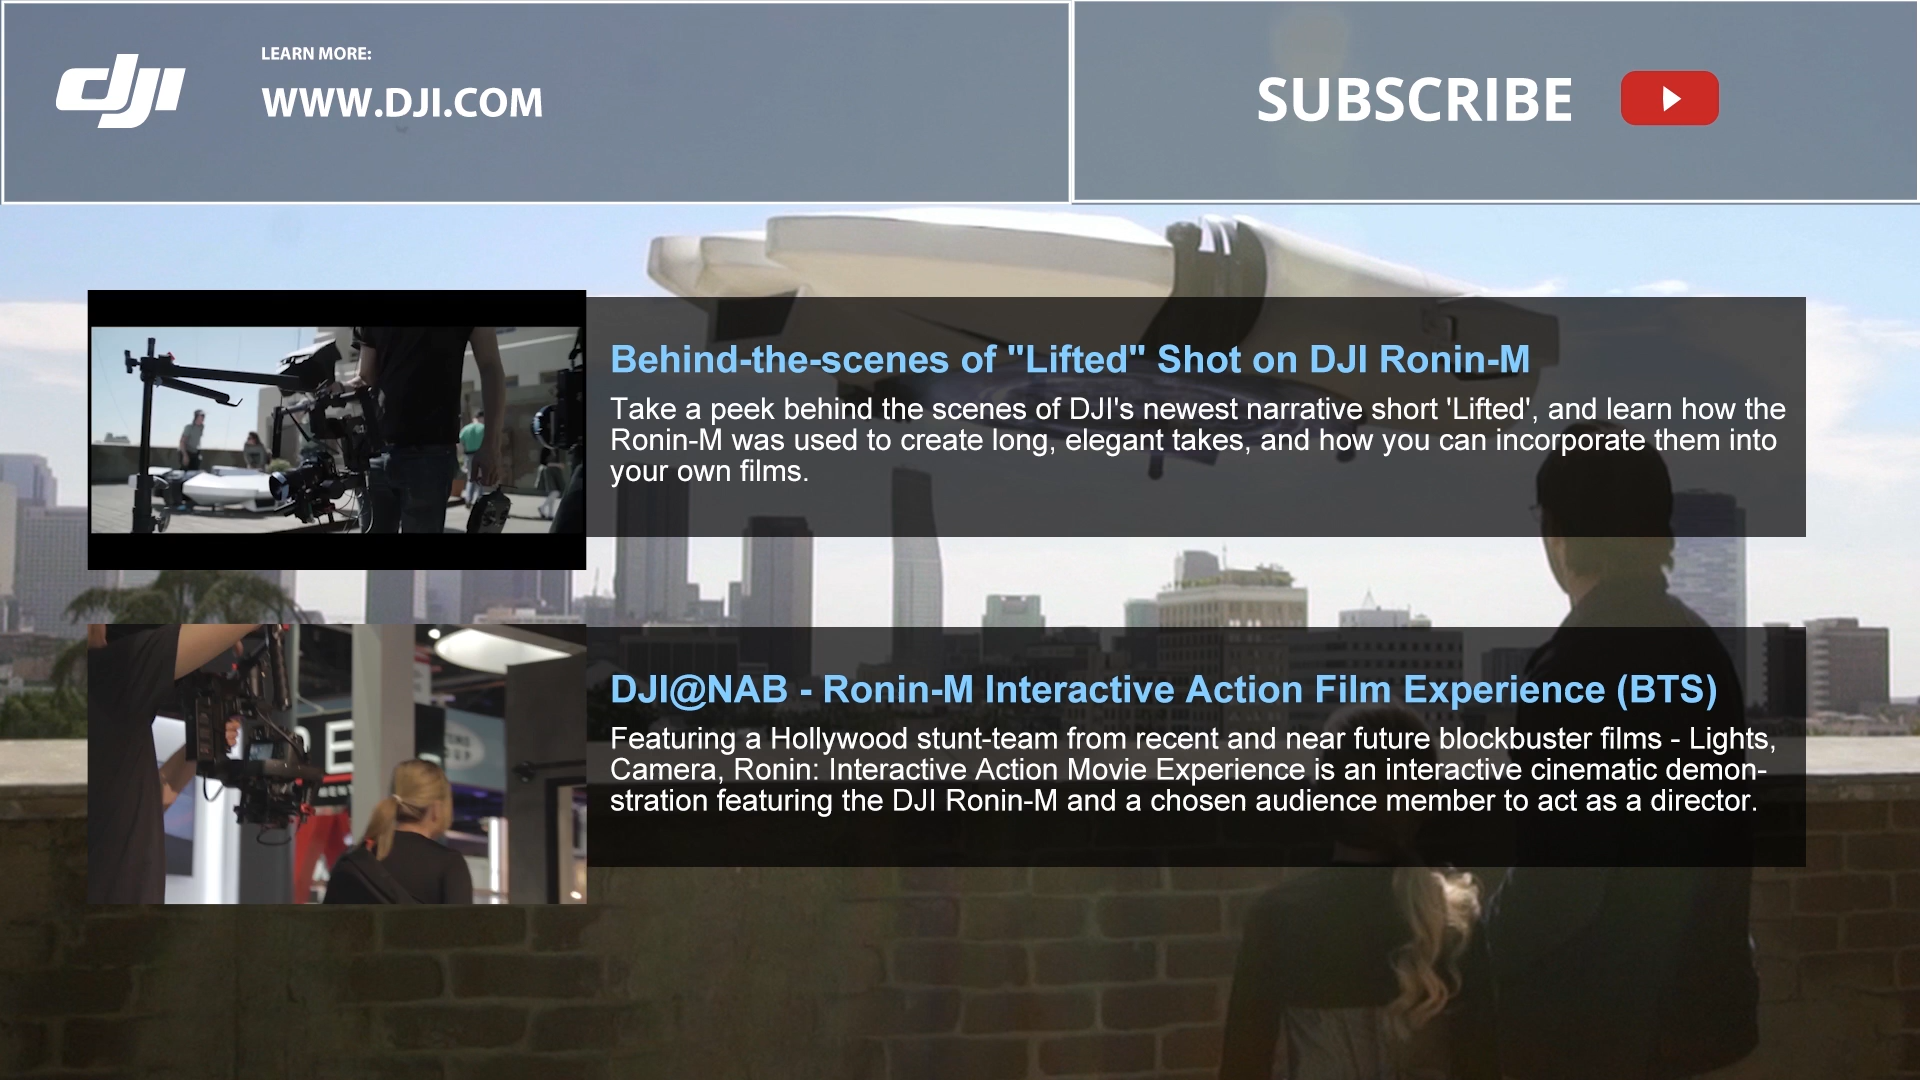 dji
LEARN MORE:
WWW.DJI.COM
SUBSCRIBE
Behind-the-scenes of "Lifted" Shot on DJI Ronin-M
Take a peek behind the scenes of DJI's newest narrative short 'Lifted', and learn how the
Ronin-M was used to create long, elegant takes, and how you can incorporate them into
your own films.
DJI@NAB - Ronin-M Interactive Action Film Experience (BTS)
Featuring a Hollywood stunt-team from recent and near future blockbuster films - Lights,
Camera, Ronin: Interactive Action Movie Experience is an interactive cinematic demon-
stration featuring the DJI Ronin-M and a chosen audience member to act as a director.